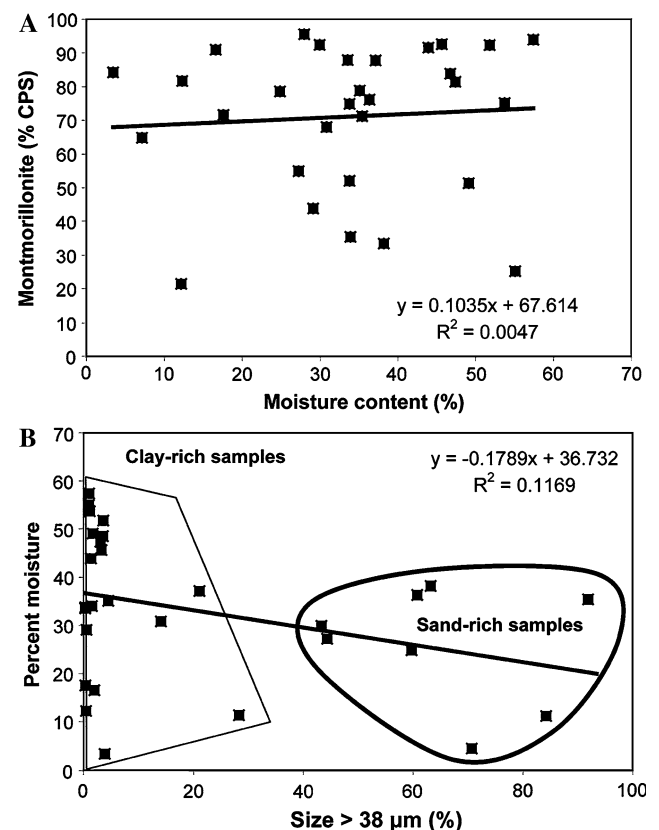 A
100
90
80
70
60
50
40
30
20
10
0
Montmorillonite (% CPS)
y = 0.1035x + 67.614
R² = 0.0047
0 10 20 30 40 50 60 70
Moisture content (%)
B
70
60
50
40
30
20
10
0
Percent moisture
Clay-rich samples
y = -0.1789x + 36.732
R² = 0.1169
Sand-rich samples
0 20 40 60 80 100
Size > 38 µm (%)